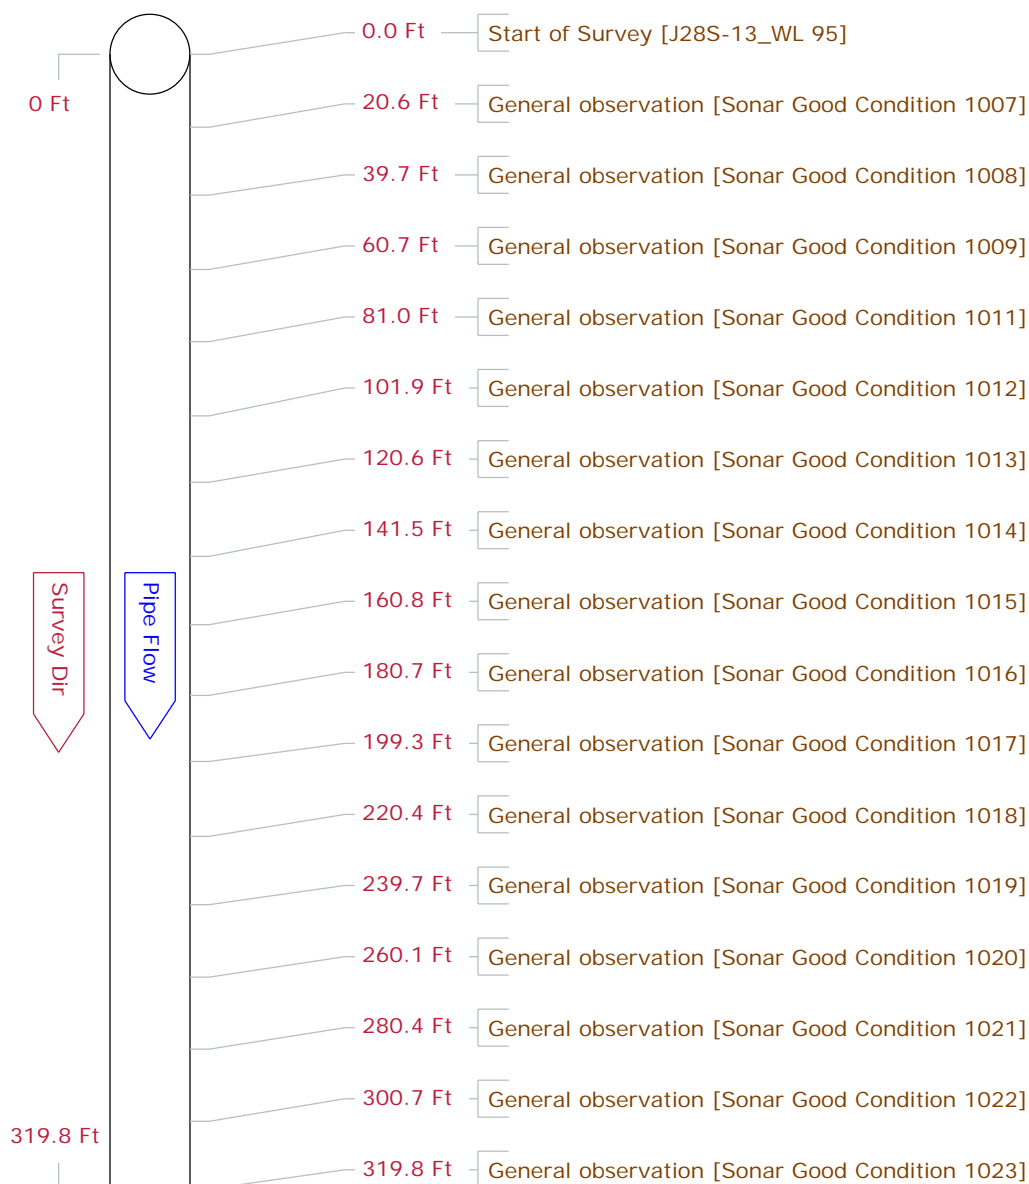 0.0 Ft Start of Survey [J28S-13_WL 95]
0 Ft
20.6 Ft General observation [Sonar Good Condition 1007]
39.7 Ft General observation [Sonar Good Condition 1008]
60.7 Ft General observation [Sonar Good Condition 1009]
81.0 Ft General observation [Sonar Good Condition 1011]
101.9 Ft General observation [Sonar Good Condition 1012]
120.6 Ft General observation [Sonar Good Condition 1013]
141.5 Ft General observation [Sonar Good Condition 1014]
Survey Dir
Pipe Flow
160.8 Ft General observation [Sonar Good Condition 1015]
180.7 Ft General observation [Sonar Good Condition 1016]
199.3 Ft General observation [Sonar Good Condition 1017]
220.4 Ft General observation [Sonar Good Condition 1018]
239.7 Ft General observation [Sonar Good Condition 1019]
260.1 Ft General observation [Sonar Good Condition 1020]
280.4 Ft General observation [Sonar Good Condition 1021]
300.7 Ft General observation [Sonar Good Condition 1022]
319.8 Ft
319.8 Ft General observation [Sonar Good Condition 1023]